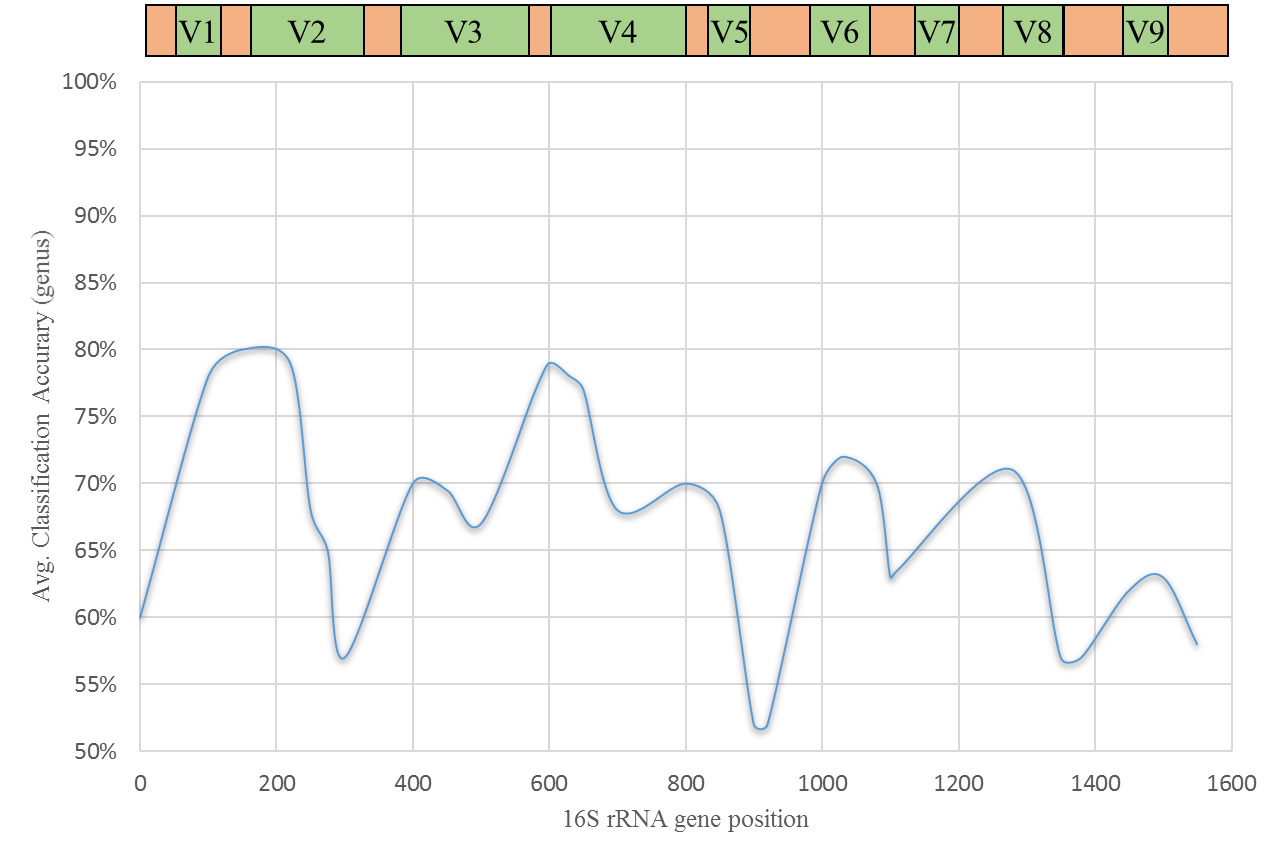 V1 V2 V3 V4 V5 V6 V7 V8 V9
100%
95%
90%
85%
80%
75%
70%
65%
60%
55%
50%
Avg. Classification Accurary (genus)
0 200 400 600 800 1000 1200 1400 1600
16S rRNA gene position